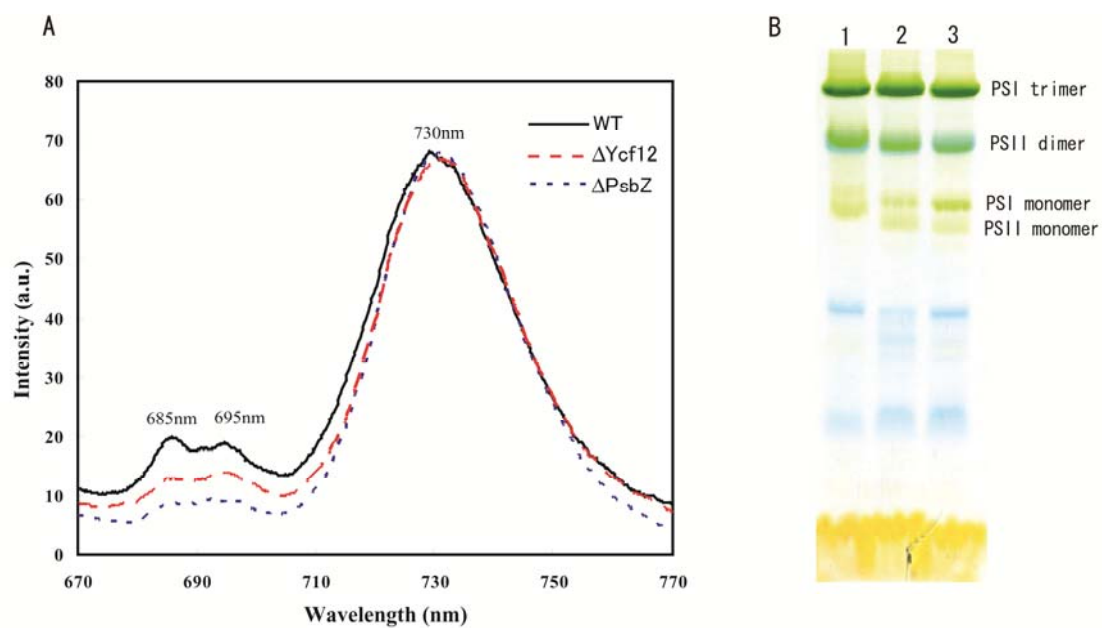 A
80
70
60
50
40
30
20
10
0
Intensity (a.u.)
685nm
695nm
730nm
WT
ΔYcf12
ΔPsbZ
670
690
710
730
750
770
Wavelength (nm)
B
1 2 3
PSI trimer
PSII dimer
PSI monomer
PSII monomer